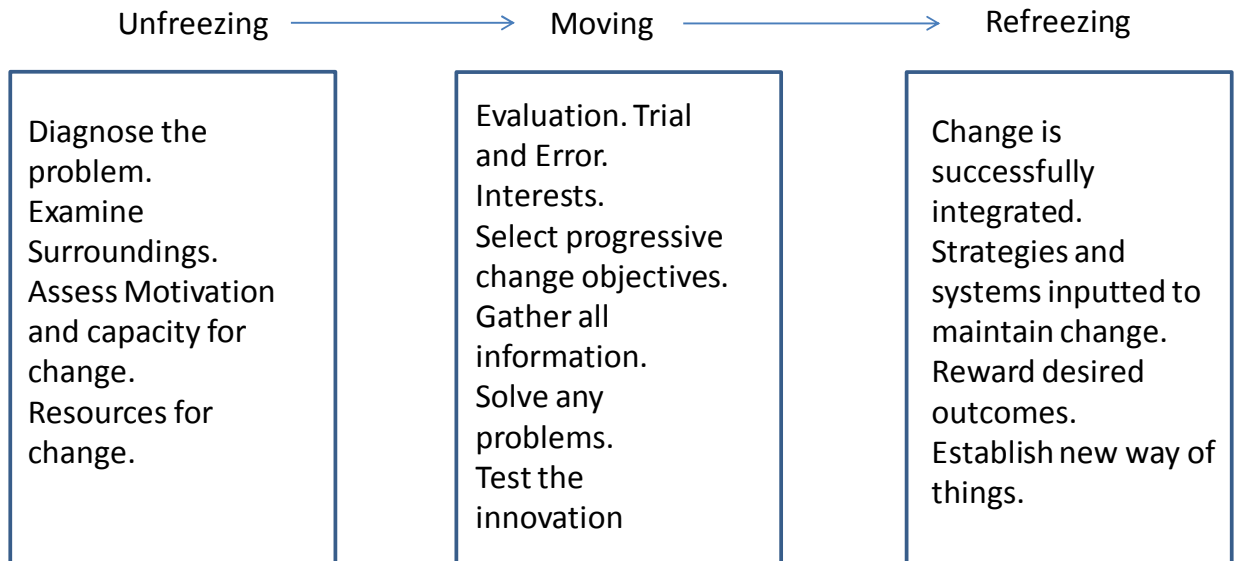 Unfreezing
Moving
Refreezing
Diagnose the
problem.
Examine
Surroundings.
Assess Motivation
and capacity for
change.
Resources for
change.
Evaluation. Trial
and Error.
Interests.
Select progressive
change objectives.
Gather all
information.
Solve any
problems.
Test the
innovation
Change is
successfully
integrated.
Strategies and
systems inputted to
maintain change.
Reward desired
outcomes.
Establish new way of
things.